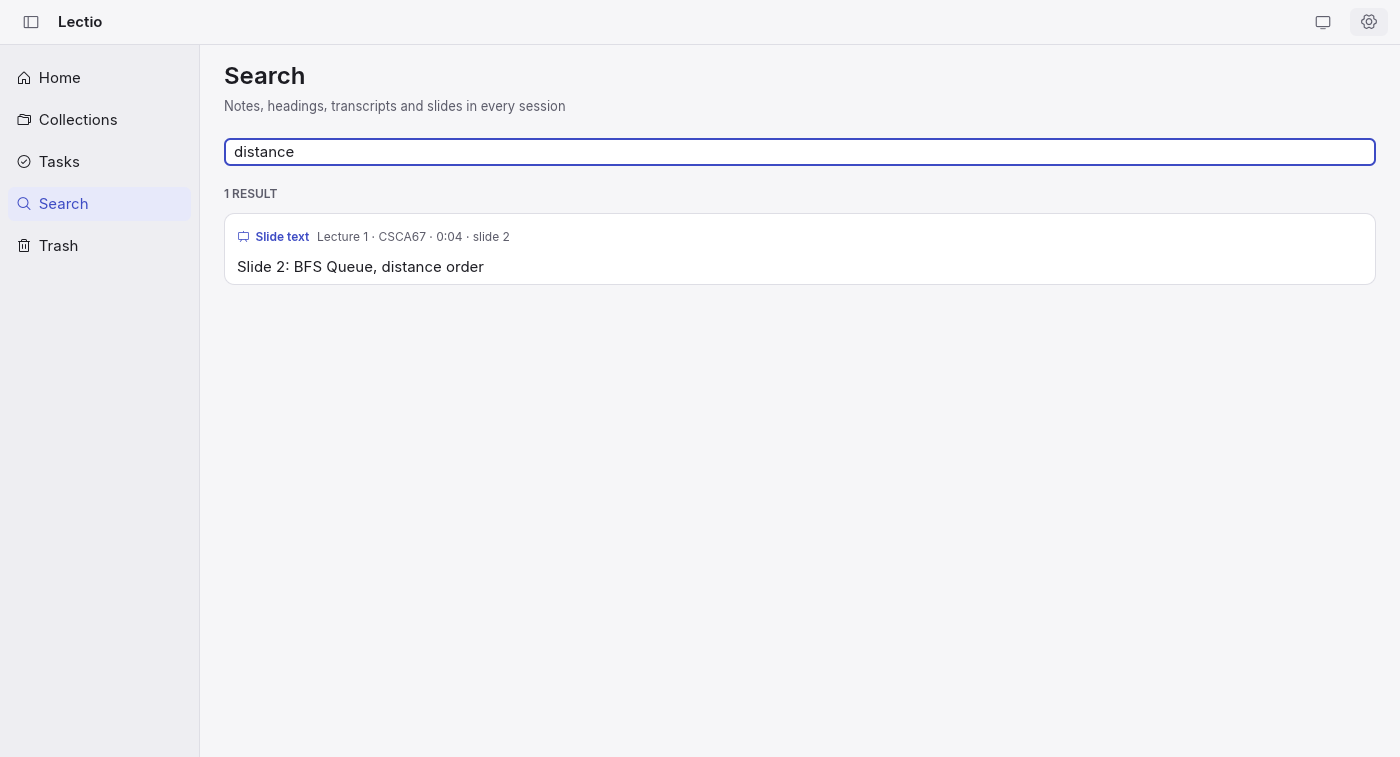 Lectio
Home
Collections
Tasks
Search
Trash
Search
Notes, headings, transcripts and slides in every session
distance
1 RESULT
Slide text Lecture 1 · CSCA67 · 0:04 · slide 2
Slide 2: BFS Queue, distance order